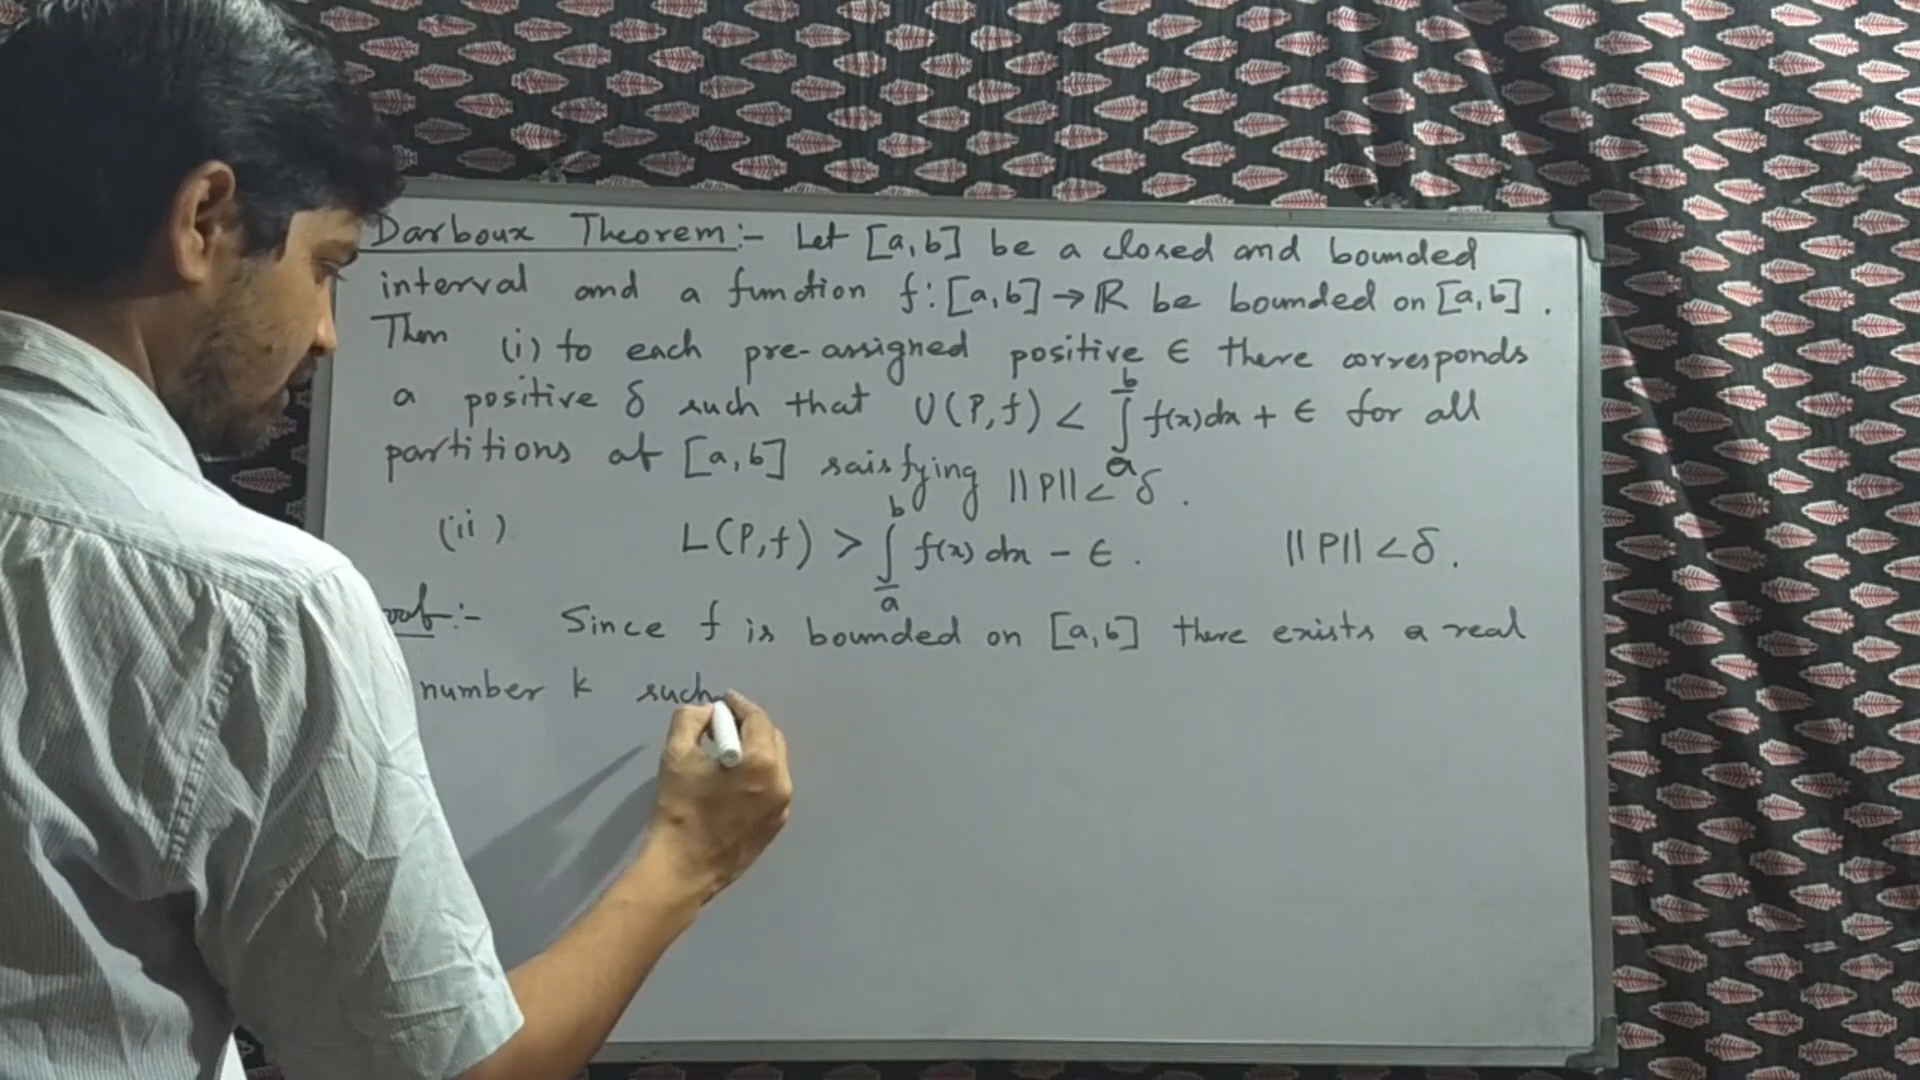 Darboux Theorem:- Let [a,b] be a closed and bounded
interval and a function f:[a,b]→ℝ be bounded on [a,b].
Then (i) to each pre-assigned positive ϵ there corresponds
a positive δ such that U(P,f) < ∫̅ₐᵇ f(x)dx + ϵ for all
partitions of [a,b] saisfying ||P||<δ.
(ii) L(P,f) > ∫̲ₐᵇ f(x)dx - ϵ. ||P||<δ.
:- Since f is bounded on [a,b] there exists a real
number k such